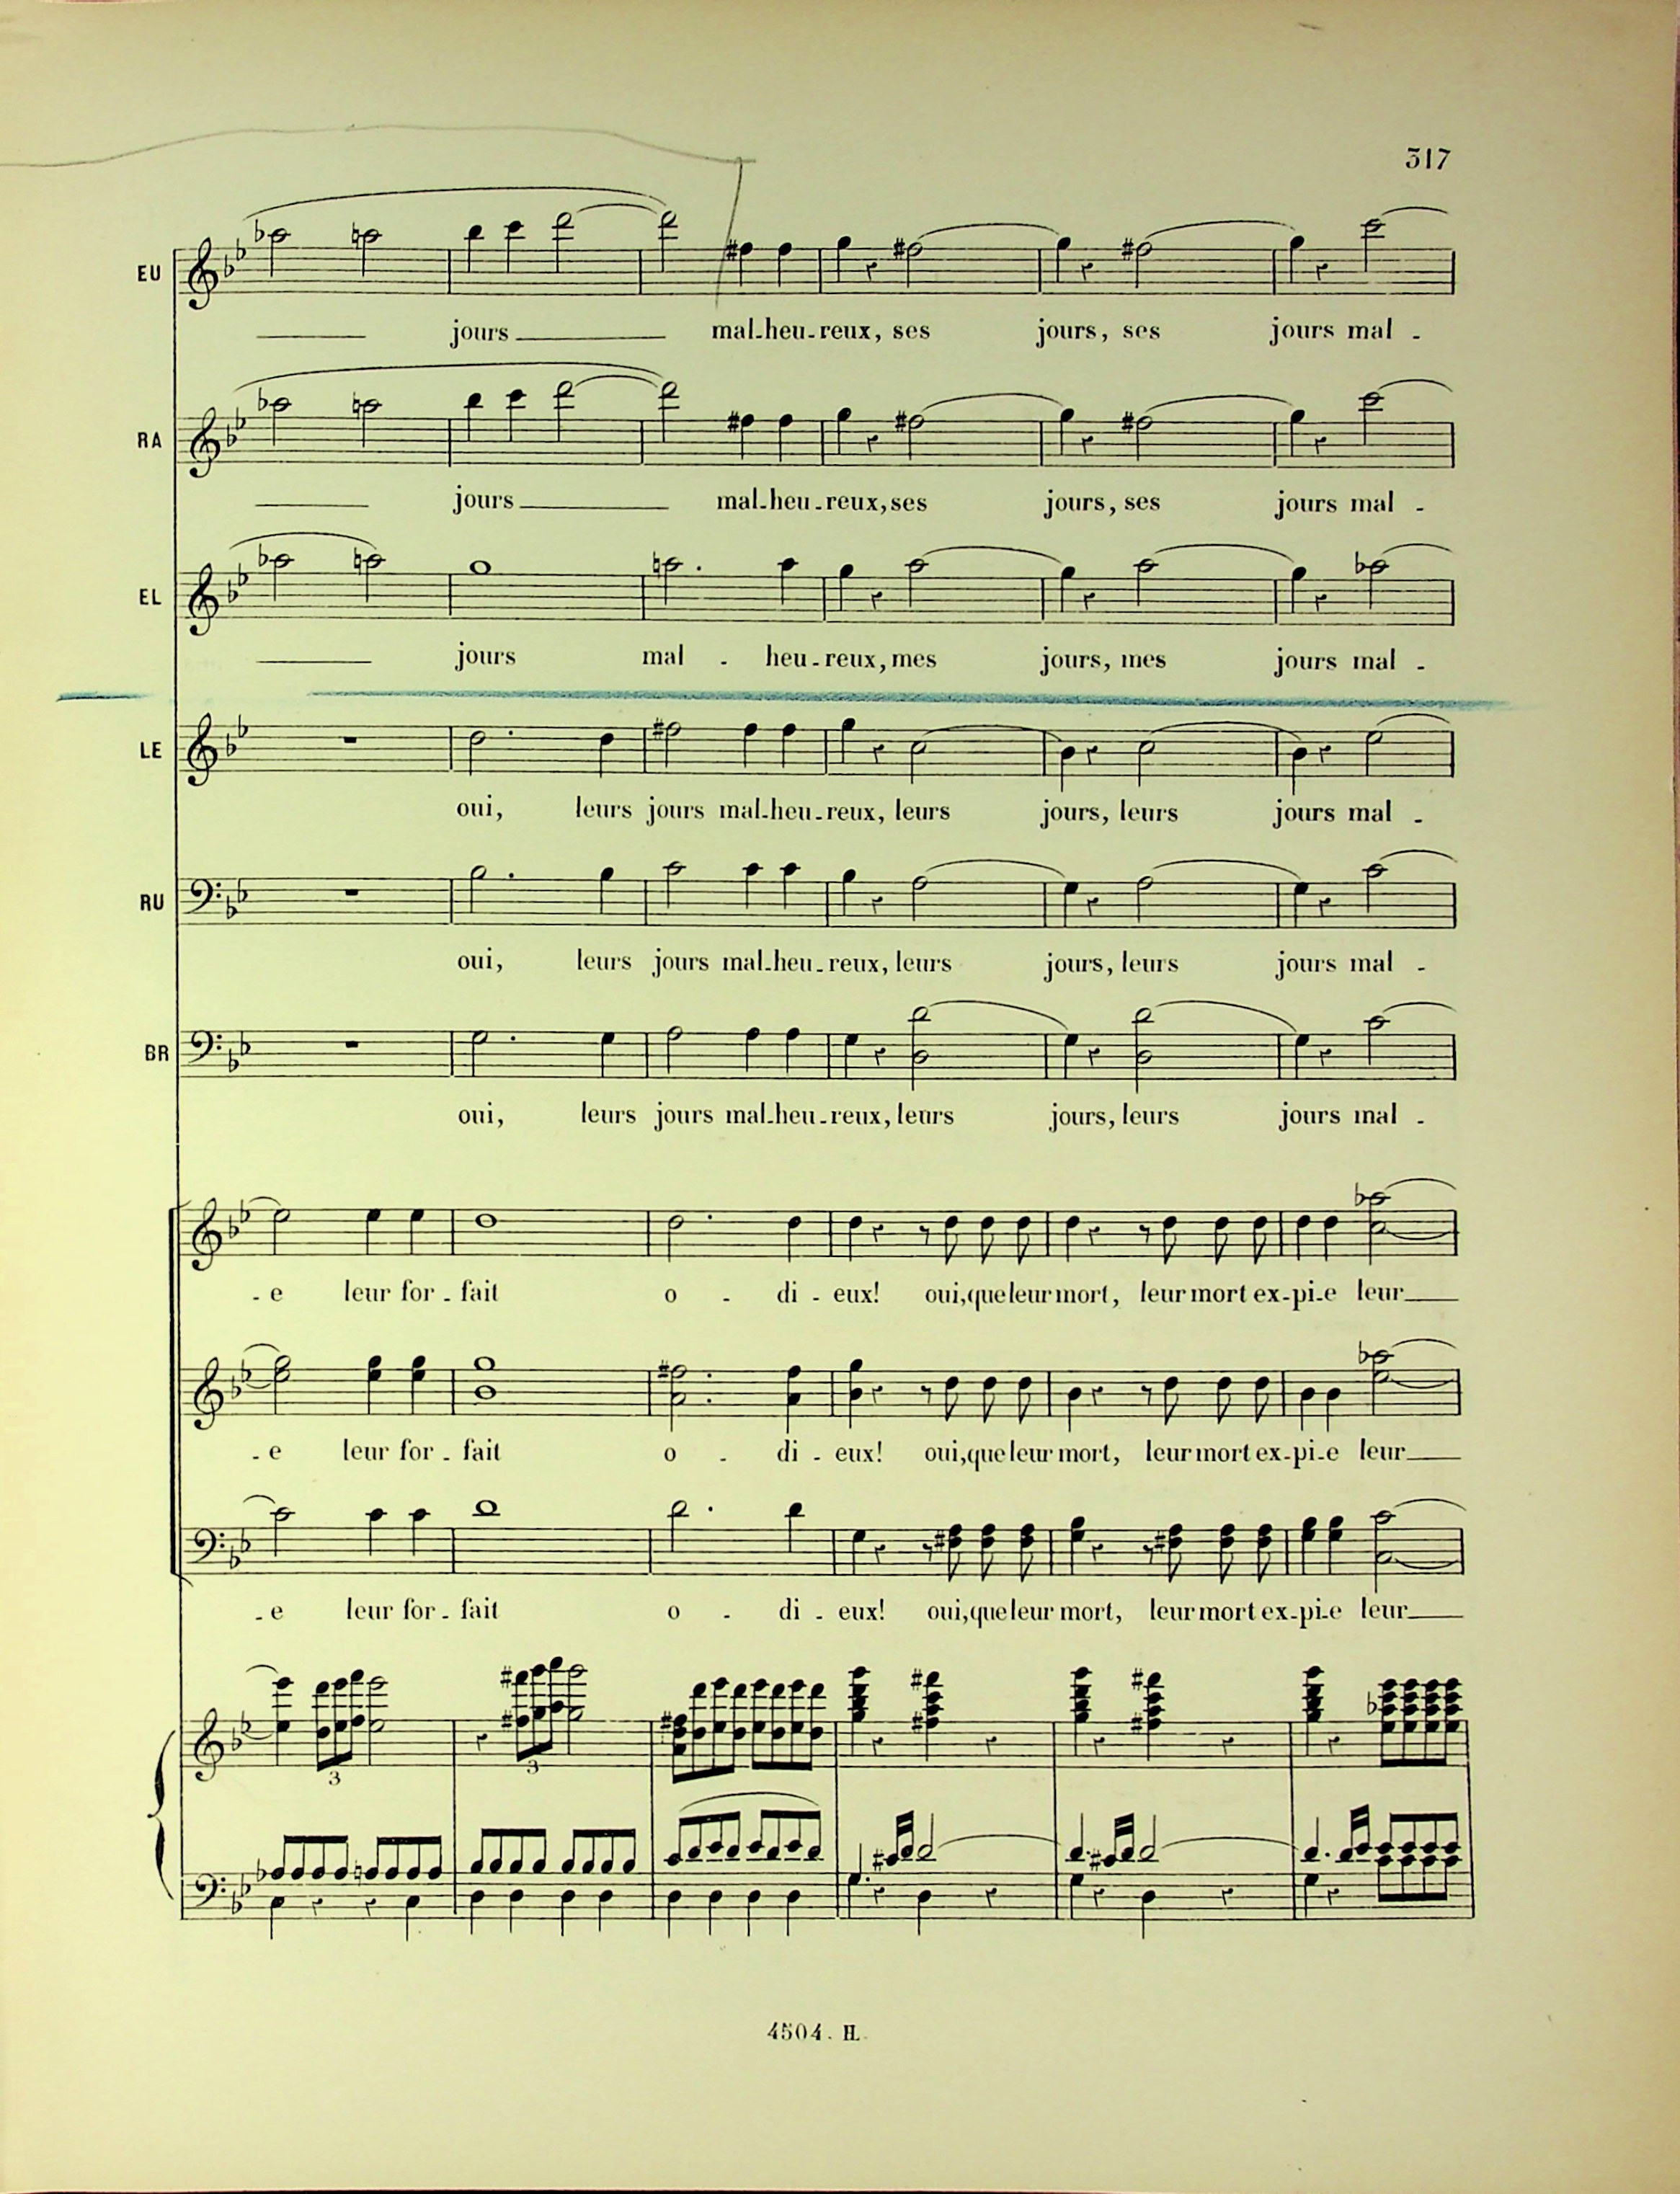 317
EU
jours mal-heu-reux, ses jours, ses jours mal -
RA
jours mal-heu-reux, ses jours, ses jours mal -
EL
jours mal - heu-reux, mes jours, mes jours mal -
LE
oui, leurs jours mal-heu-reux, leurs jours, leurs jours mal -
RU
oui, leurs jours mal-heu-reux, leurs jours, leurs jours mal -
BR
oui, leurs jours mal-heu-reux, leurs jours, leurs jours mal -
- e leur for - fait o - di - eux! oui, que leur mort, leur mort ex-pi-e leur
- e leur for - fait o - di - eux! oui, que leur mort, leur mort ex-pi-e leur
- e leur for - fait o - di - eux! oui, que leur mort, leur mort ex-pi-e leur
3 3
4504. H.